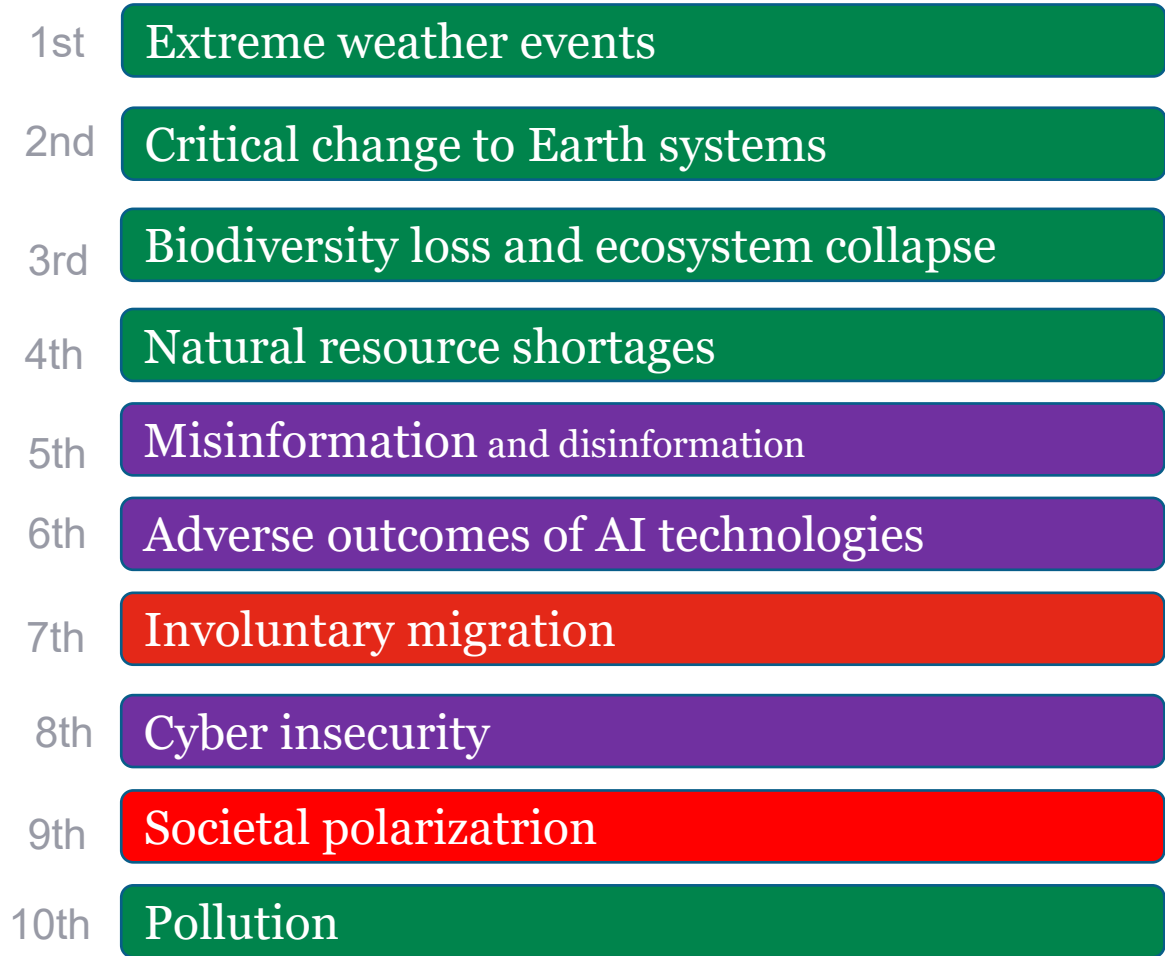 1st Extreme weather events
2nd Critical change to Earth systems
3rd Biodiversity loss and ecosystem collapse
4th Natural resource shortages
5th Misinformation and disinformation
6th Adverse outcomes of AI technologies
7th Involuntary migration
8th Cyber insecurity
9th Societal polarizatrion
10th Pollution